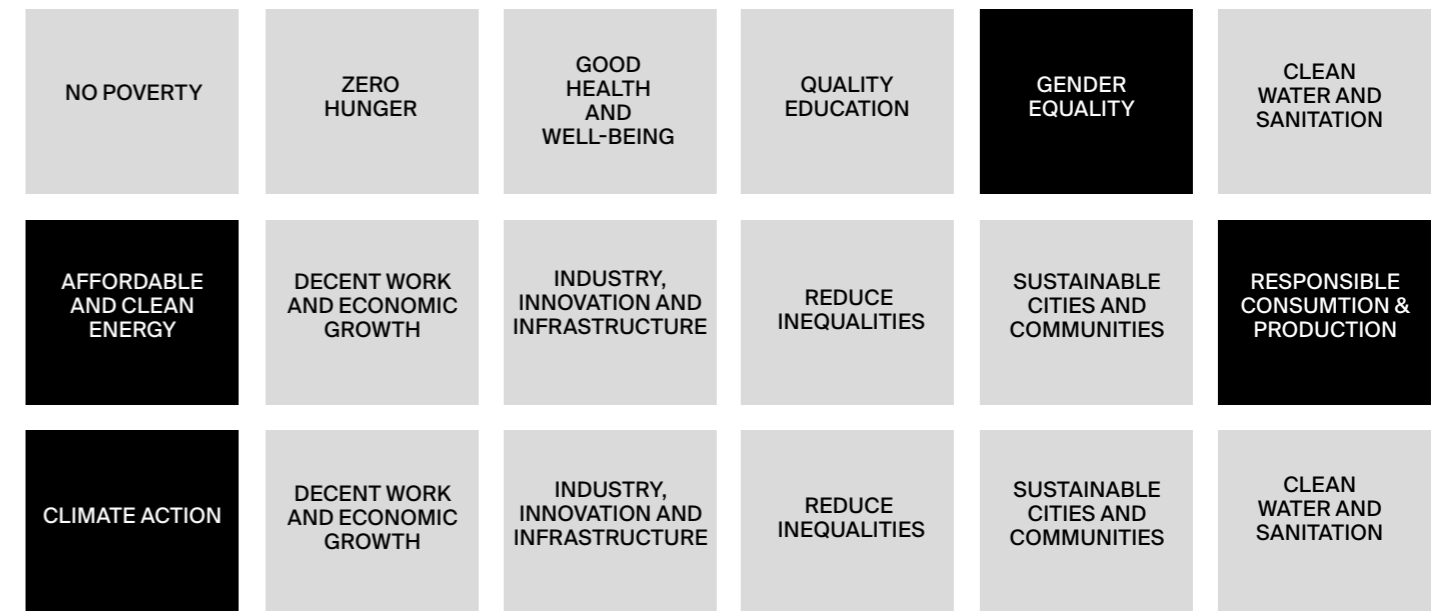 NO POVERTY
ZERO
HUNGER
GOOD
HEALTH
AND
WELL-BEING
QUALITY
EDUCATION
GENDER
EQUALITY
CLEAN
WATER AND
SANITATION
AFFORDABLE
AND CLEAN
ENERGY
DECENT WORK
AND ECONOMIC
GROWTH
INDUSTRY,
INNOVATION AND
INFRASTRUCTURE
REDUCE
INEQUALITIES
SUSTAINABLE
CITIES AND
COMMUNITIES
RESPONSIBLE
CONSUMTION &
PRODUCTION
CLIMATE ACTION
DECENT WORK
AND ECONOMIC
GROWTH
INDUSTRY,
INNOVATION AND
INFRASTRUCTURE
REDUCE
INEQUALITIES
SUSTAINABLE
CITIES AND
COMMUNITIES
CLEAN
WATER AND
SANITATION